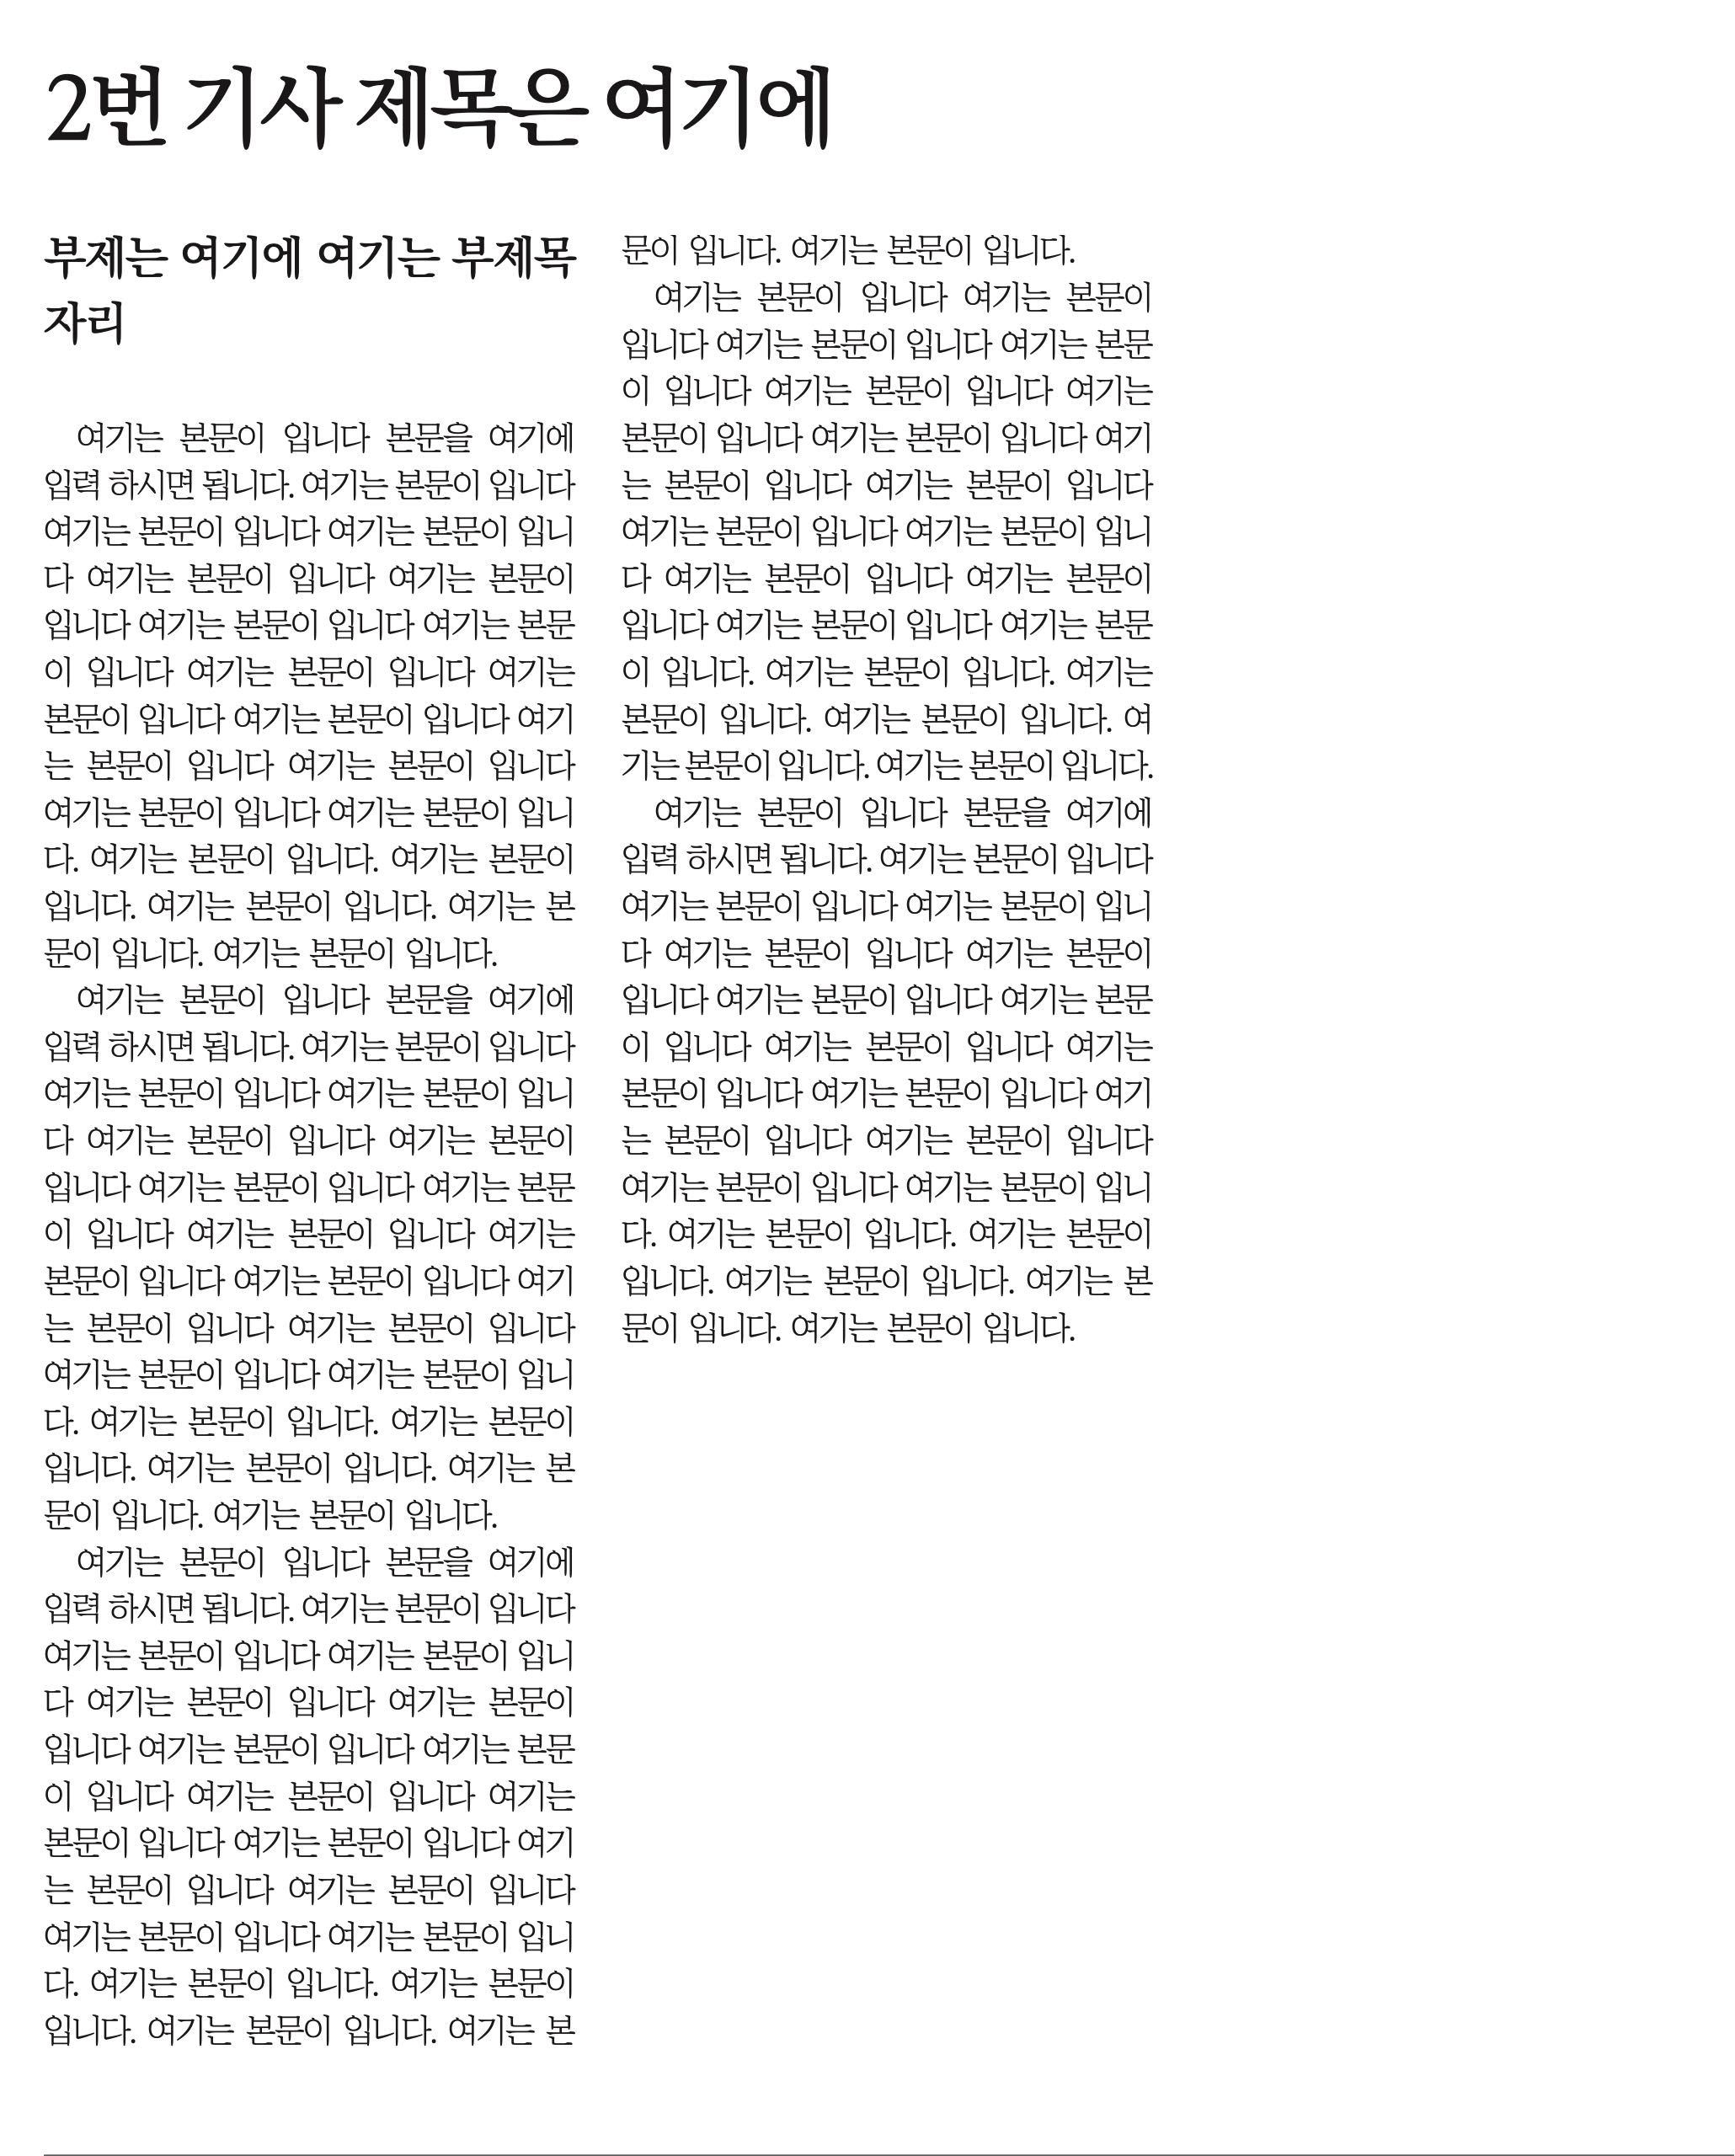 2번 기사 제목은 여기에
부제는 여기에 여기는 부제목
자리
여기는 본문이 입니다 본문을 여기에
입력 하시면 됩니다. 여기는 본문이 입니다
여기는 본문이 입니다 여기는 본문이 입니
다 여기는 본문이 입니다 여기는 본문이
입니다 여기는 본문이 입니다 여기는 본문
이 입니다 여기는 본문이 입니다 여기는
본문이 입니다 여기는 본문이 입니다 여기
는 본문이 입니다 여기는 본문이 입니다
여기는 본문이 입니다 여기는 본문이 입니
다. 여기는 본문이 입니다. 여기는 본문이
입니다. 여기는 본문이 입니다. 여기는 본
문이 입니다. 여기는 본문이 입니다.
여기는 본문이 입니다 본문을 여기에
입력 하시면 됩니다. 여기는 본문이 입니다
여기는 본문이 입니다 여기는 본문이 입니
다 여기는 본문이 입니다 여기는 본문이
입니다 여기는 본문이 입니다 여기는 본문
이 입니다 여기는 본문이 입니다 여기는
본문이 입니다 여기는 본문이 입니다 여기
는 본문이 입니다 여기는 본문이 입니다
여기는 본문이 입니다 여기는 본문이 입니
다. 여기는 본문이 입니다. 여기는 본문이
입니다. 여기는 본문이 입니다. 여기는 본
문이 입니다. 여기는 본문이 입니다.
여기는 본문이 입니다 본문을 여기에
입력 하시면 됩니다. 여기는 본문이 입니다
여기는 본문이 입니다 여기는 본문이 입니
다 여기는 본문이 입니다 여기는 본문이
입니다 여기는 본문이 입니다 여기는 본문
이 입니다 여기는 본문이 입니다 여기는
본문이 입니다 여기는 본문이 입니다 여기
는 본문이 입니다 여기는 본문이 입니다
여기는 본문이 입니다 여기는 본문이 입니
다. 여기는 본문이 입니다. 여기는 본문이
입니다. 여기는 본문이 입니다. 여기는 본
문이 입니다. 여기는 본문이 입니다.
여기는 본문이 입니다 여기는 본문이
입니다 여기는 본문이 입니다 여기는 본문
이 입니다 여기는 본문이 입니다 여기는
본문이 입니다 여기는 본문이 입니다 여기
는 본문이 입니다 여기는 본문이 입니다
여기는 본문이 입니다 여기는 본문이 입니
다 여기는 본문이 입니다 여기는 본문이
입니다 여기는 본문이 입니다 여기는 본문
이 입니다. 여기는 본문이 입니다. 여기는
본문이 입니다. 여기는 본문이 입니다. 여
기는 본문이 입니다. 여기는 본문이 입니다.
여기는 본문이 입니다 본문을 여기에
입력 하시면 됩니다. 여기는 본문이 입니다
여기는 본문이 입니다 여기는 본문이 입니
다 여기는 본문이 입니다 여기는 본문이
입니다 여기는 본문이 입니다 여기는 본문
이 입니다 여기는 본문이 입니다 여기는
본문이 입니다 여기는 본문이 입니다 여기
는 본문이 입니다 여기는 본문이 입니다
여기는 본문이 입니다 여기는 본문이 입니
다. 여기는 본문이 입니다. 여기는 본문이
입니다. 여기는 본문이 입니다. 여기는 본
문이 입니다. 여기는 본문이 입니다.